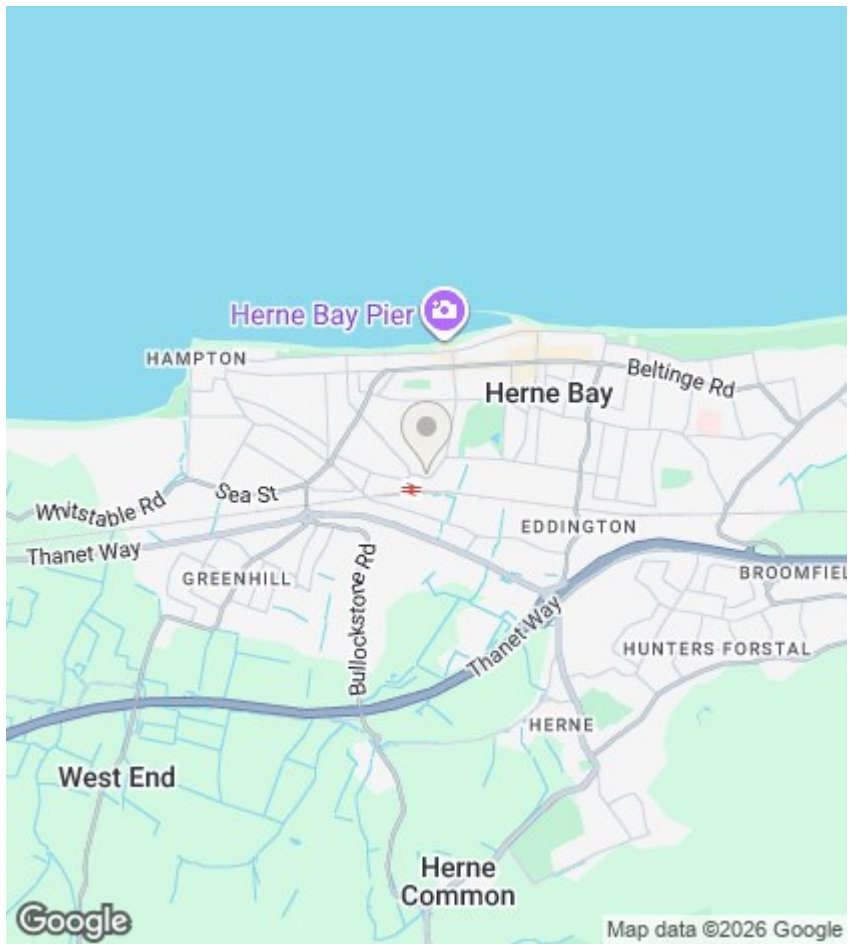 Herne Bay Pier
HAMPTON
Beltinge Rd
Herne Bay
Sea St
Whitstable Rd
EDDINGTON
Thanet Way
GREENHILL
Bullockstone Rd
BROOMFIEL
Thanet Way
HUNTERS FORSTAL
HERNE
West End
Herne
Common
Google
Map data ©2026 Google